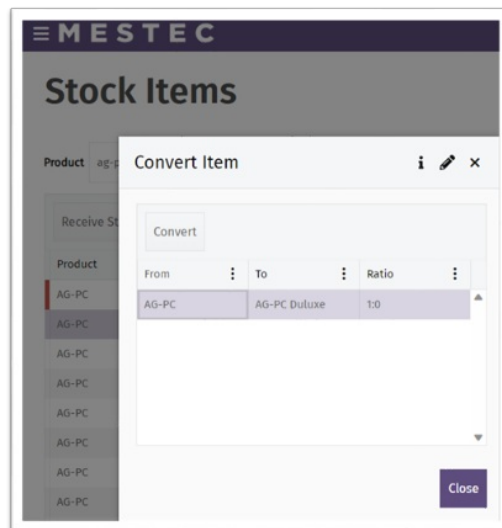 MESTEC
Stock Items
Product ag-p
Convert Item
Receive St
Convert
Product
From To Ratio
AG-PC
AG-PC AG-PC Duluxe 1:0
AG-PC
AG-PC
AG-PC
AG-PC
AG-PC
AG-PC
AG-PC
Close